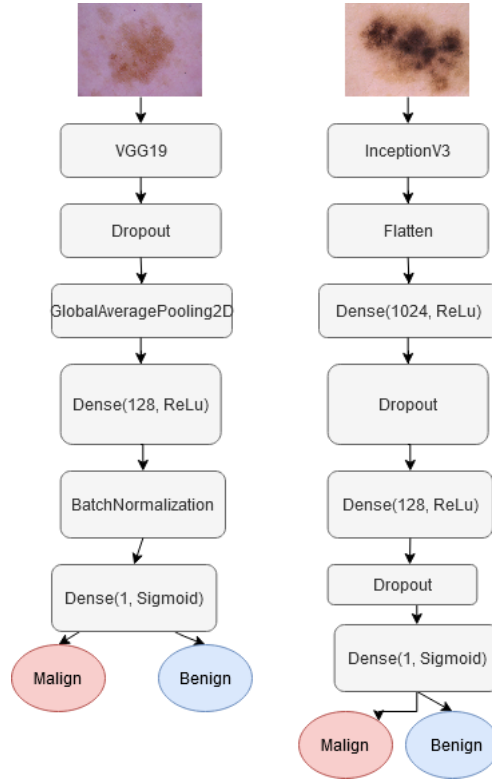 VGG19
Dropout
GlobalAveragePooling2D
Dense(128, ReLu)
BatchNormalization
Dense(1, Sigmoid)
Malign
Benign
InceptionV3
Flatten
Dense(1024, ReLu)
Dropout
Dense(128, ReLu)
Dropout
Dense(1, Sigmoid)
Malign
Benign